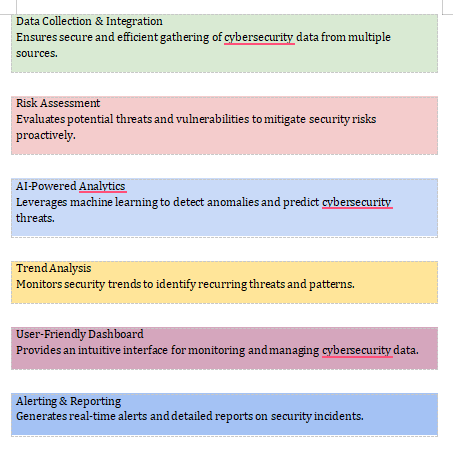 Data Collection & Integration
Ensures secure and efficient gathering of cybersecurity data from multiple
sources.
Risk Assessment
Evaluates potential threats and vulnerabilities to mitigate security risks
proactively.
AI-Powered Analytics
Leverages machine learning to detect anomalies and predict cybersecurity
threats.
Trend Analysis
Monitors security trends to identify recurring threats and patterns.
User-Friendly Dashboard
Provides an intuitive interface for monitoring and managing cybersecurity data.
Alerting & Reporting
Generates real-time alerts and detailed reports on security incidents.